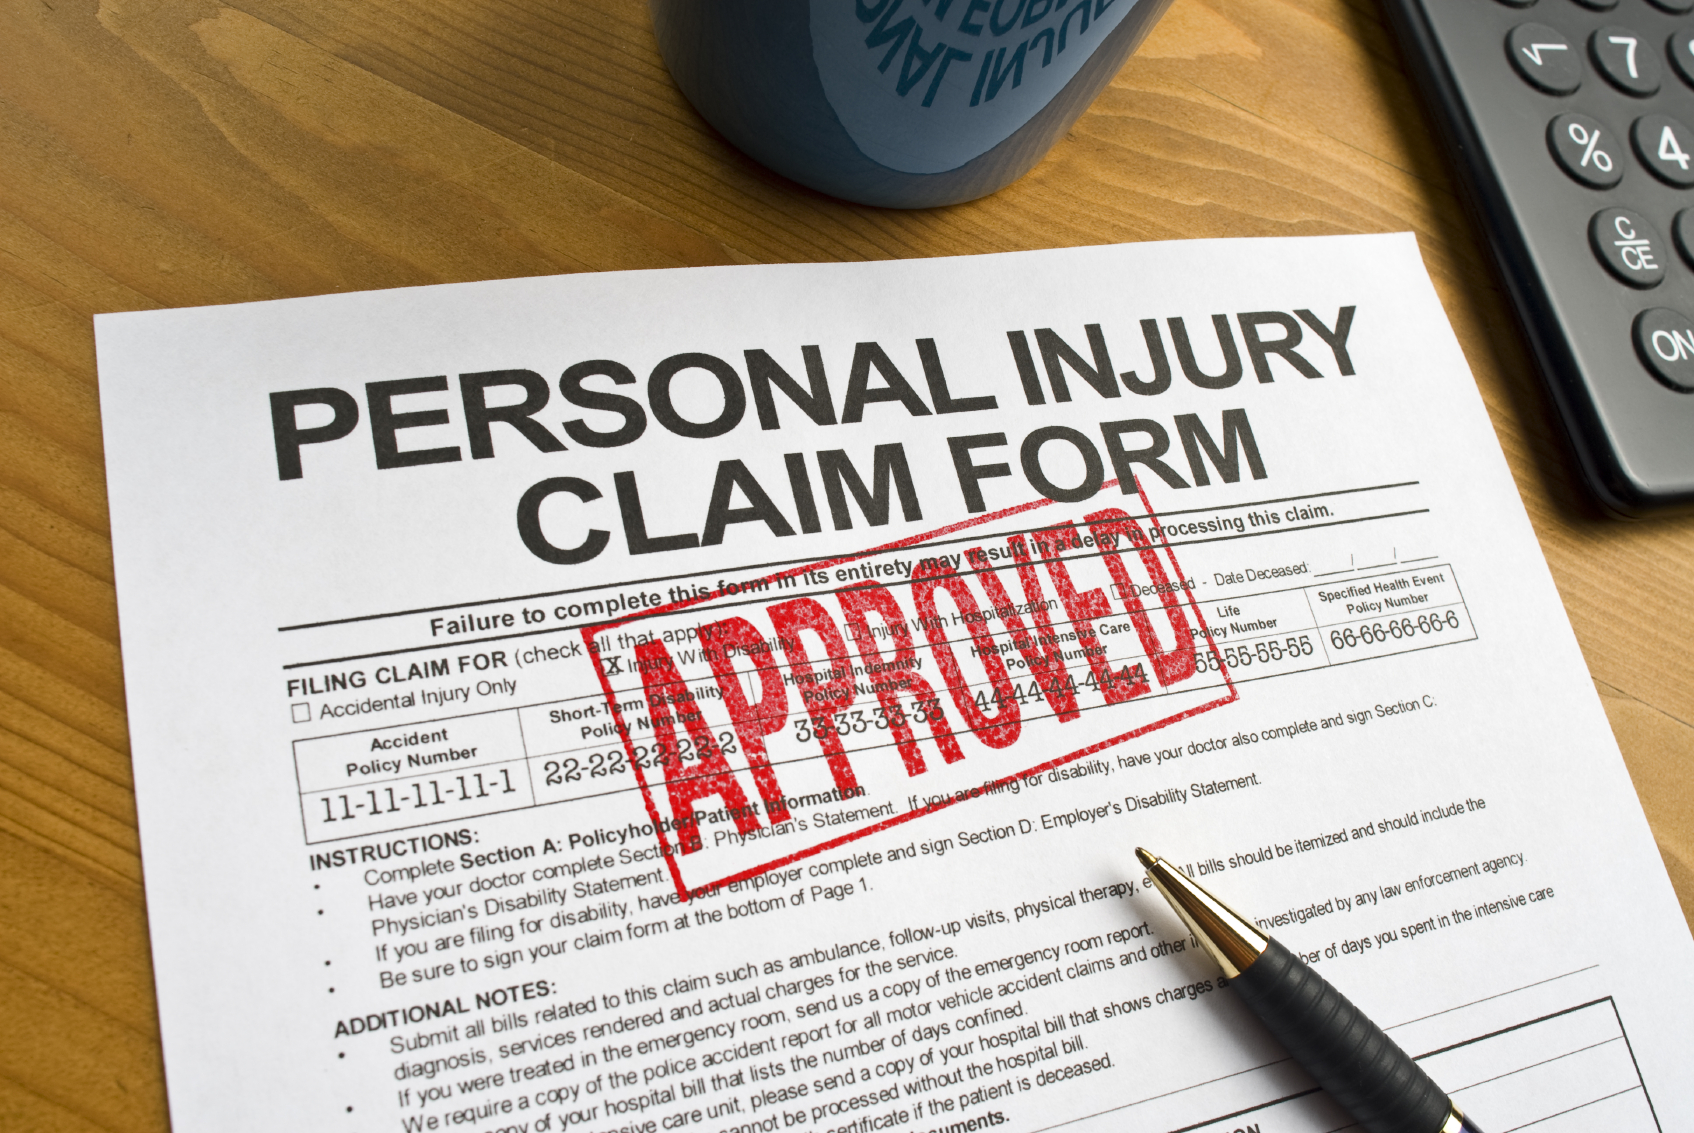 PERSONAL INJURY
CLAIM FORM
Failure to complete this form in its entirety may result in a delay in processing this claim.
FILING CLAIM FOR (check all that apply):
☐ Accidental Injury Only
X Injury With Disability
☐ Injury With Hospitalization
☐ Deceased - Date Deceased: ___/___/___
Accident
Policy Number
11-11-11-11-1
Short-Term Disability
Policy Number
22-22-22-22-2
Hospital Indemnity
Policy Number
33-33-33-33
Hospital Intensive Care
Policy Number
44-44-44-44-44
Life
Policy Number
55-55-55-55
Specified Health Event
Policy Number
66-66-66-66-6
APPROVED
INSTRUCTIONS:
• Complete Section A: Policyholder/Patient Information.
• Have your doctor complete Section B: Physician's Statement. If you are filing for disability, have your doctor also complete and sign Section C:
Physician's Disability Statement.
• If you are filing for disability, have your employer complete and sign Section D: Employer's Disability Statement.
• Be sure to sign your claim form at the bottom of Page 1.
ADDITIONAL NOTES:
• Submit all bills related to this claim such as ambulance, follow-up visits, physical therapy, All bills should be itemized and should include the
diagnosis, services rendered and actual charges for the service.
• If you were treated in the emergency room, send us a copy of the emergency room report.
We require a copy of the police accident report for all motor vehicle accident claims and other investigated by any law enforcement agency.
of your hospital bill that lists the number of days confined.
care unit, please send a copy of your hospital bill that shows charges of days you spent in the intensive care
be processed without the hospital bill.
certificate if the patient is deceased.
√ 7
% 4
C/CE
ON